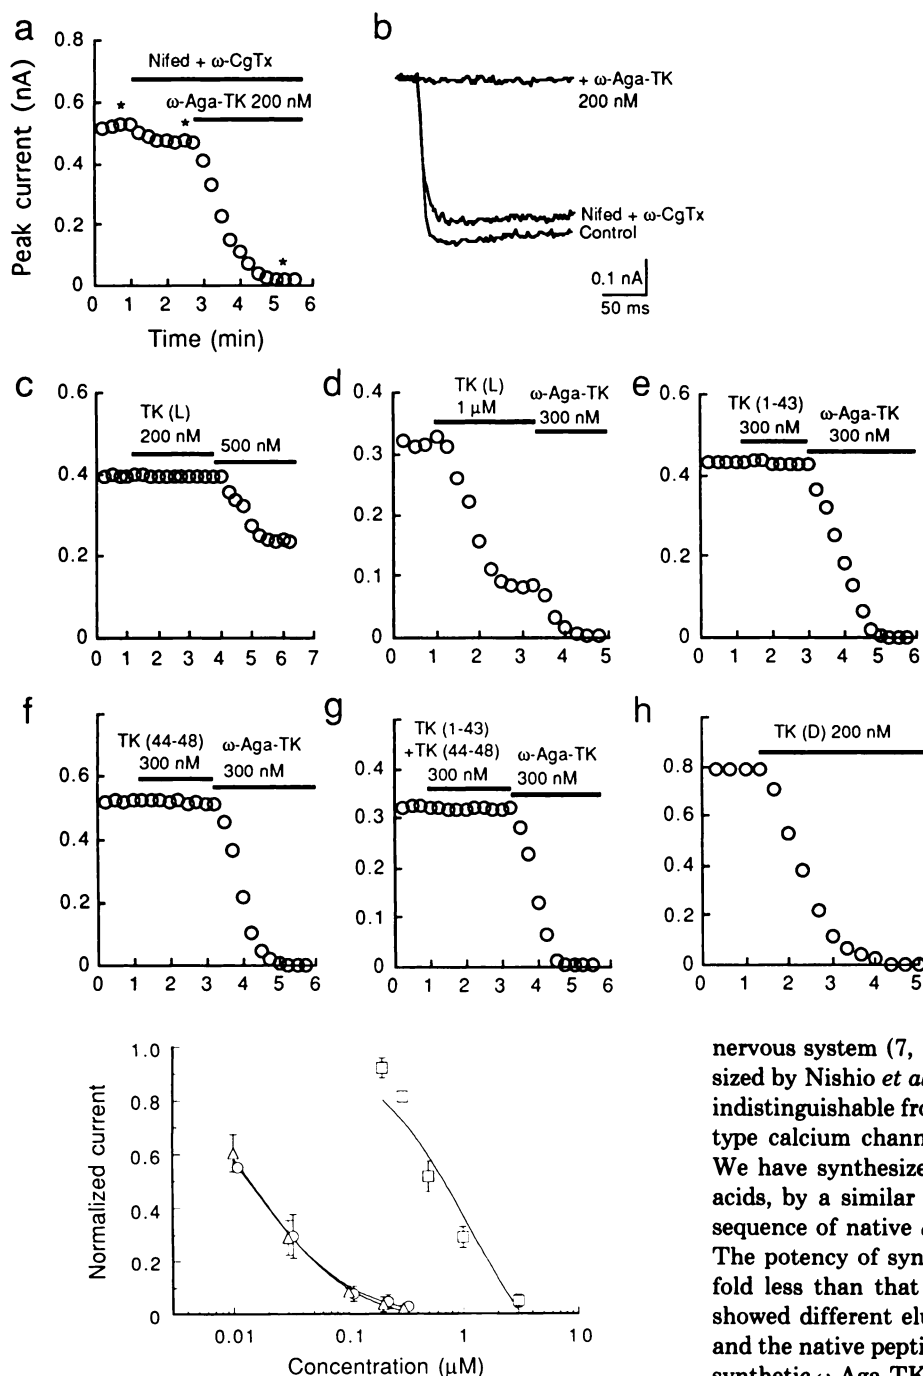 a
0.8
0.6
0.4
0.2
0
Peak current (nA)
Nifed + ω-CgTx
ω-Aga-TK 200 nM
*
*
*
0 1 2 3 4 5 6
Time (min)
b
+ ω-Aga-TK
200 nM
Nifed + ω-CgTx
Control
0.1 nA
50 ms
c
0.6
0.4
0.2
0
TK (L)
200 nM
500 nM
0 1 2 3 4 5 6 7
d
0.4
0.3
0.2
0.1
0
TK (L)
1 μM
ω-Aga-TK
300 nM
0 1 2 3 4 5
e
0.6
0.4
0.2
0
TK (1-43)
300 nM
ω-Aga-TK
300 nM
0 1 2 3 4 5 6
f
0.6
0.4
0.2
0
TK (44-48)
300 nM
ω-Aga-TK
300 nM
0 1 2 3 4 5 6
g
0.4
0.3
0.2
0.1
0
TK (1-43)
+TK (44-48)
300 nM
ω-Aga-TK
300 nM
0 1 2 3 4 5 6
h
0.8
0.6
0.4
0.2
0
TK (D) 200 nM
0 1 2 3 4 5
1.0
0.8
0.6
0.4
0.2
0
Normalized current
0.01 0.1 1 10
Concentration (μM)
nervous system (7,
sized by Nishio et al
indistinguishable fro
type calcium chann
We have synthesize
acids, by a similar
sequence of native
The potency of syn
fold less than that
showed different elu
and the native pepti
synthetic ω-Aga-TK